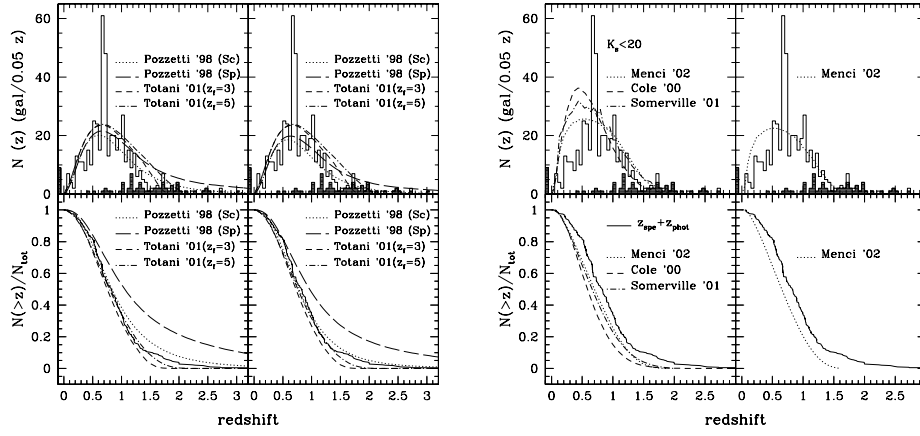 60
40
20
0
N (z) (gal/0.05 z)
Pozzetti '98 (Sc)
Pozzetti '98 (Sp)
Totani '01(z_f=3)
Totani '01(z_f=5)
Pozzetti '98 (Sc)
Pozzetti '98 (Sp)
Totani '01(z_f=3)
Totani '01(z_f=5)
1
0.8
0.6
0.4
0.2
0
N(>z)/N_tot
Pozzetti '98 (Sc)
Pozzetti '98 (Sp)
Totani '01(z_f=3)
Totani '01(z_f=5)
Pozzetti '98 (Sc)
Pozzetti '98 (Sp)
Totani '01(z_f=3)
Totani '01(z_f=5)
0 0.5 1 1.5 2 2.5 3
0 0.5 1 1.5 2 2.5 3
redshift
60
40
20
0
N (z) (gal/0.05 z)
K_s<20
Menci '02
Cole '00
Somerville '01
Menci '02
1
0.8
0.6
0.4
0.2
0
N(>z)/N_tot
z_spe+z_phot
Menci '02
Cole '00
Somerville '01
Menci '02
0 0.5 1 1.5 2 2.5
0 0.5 1 1.5 2 2.5
redshift